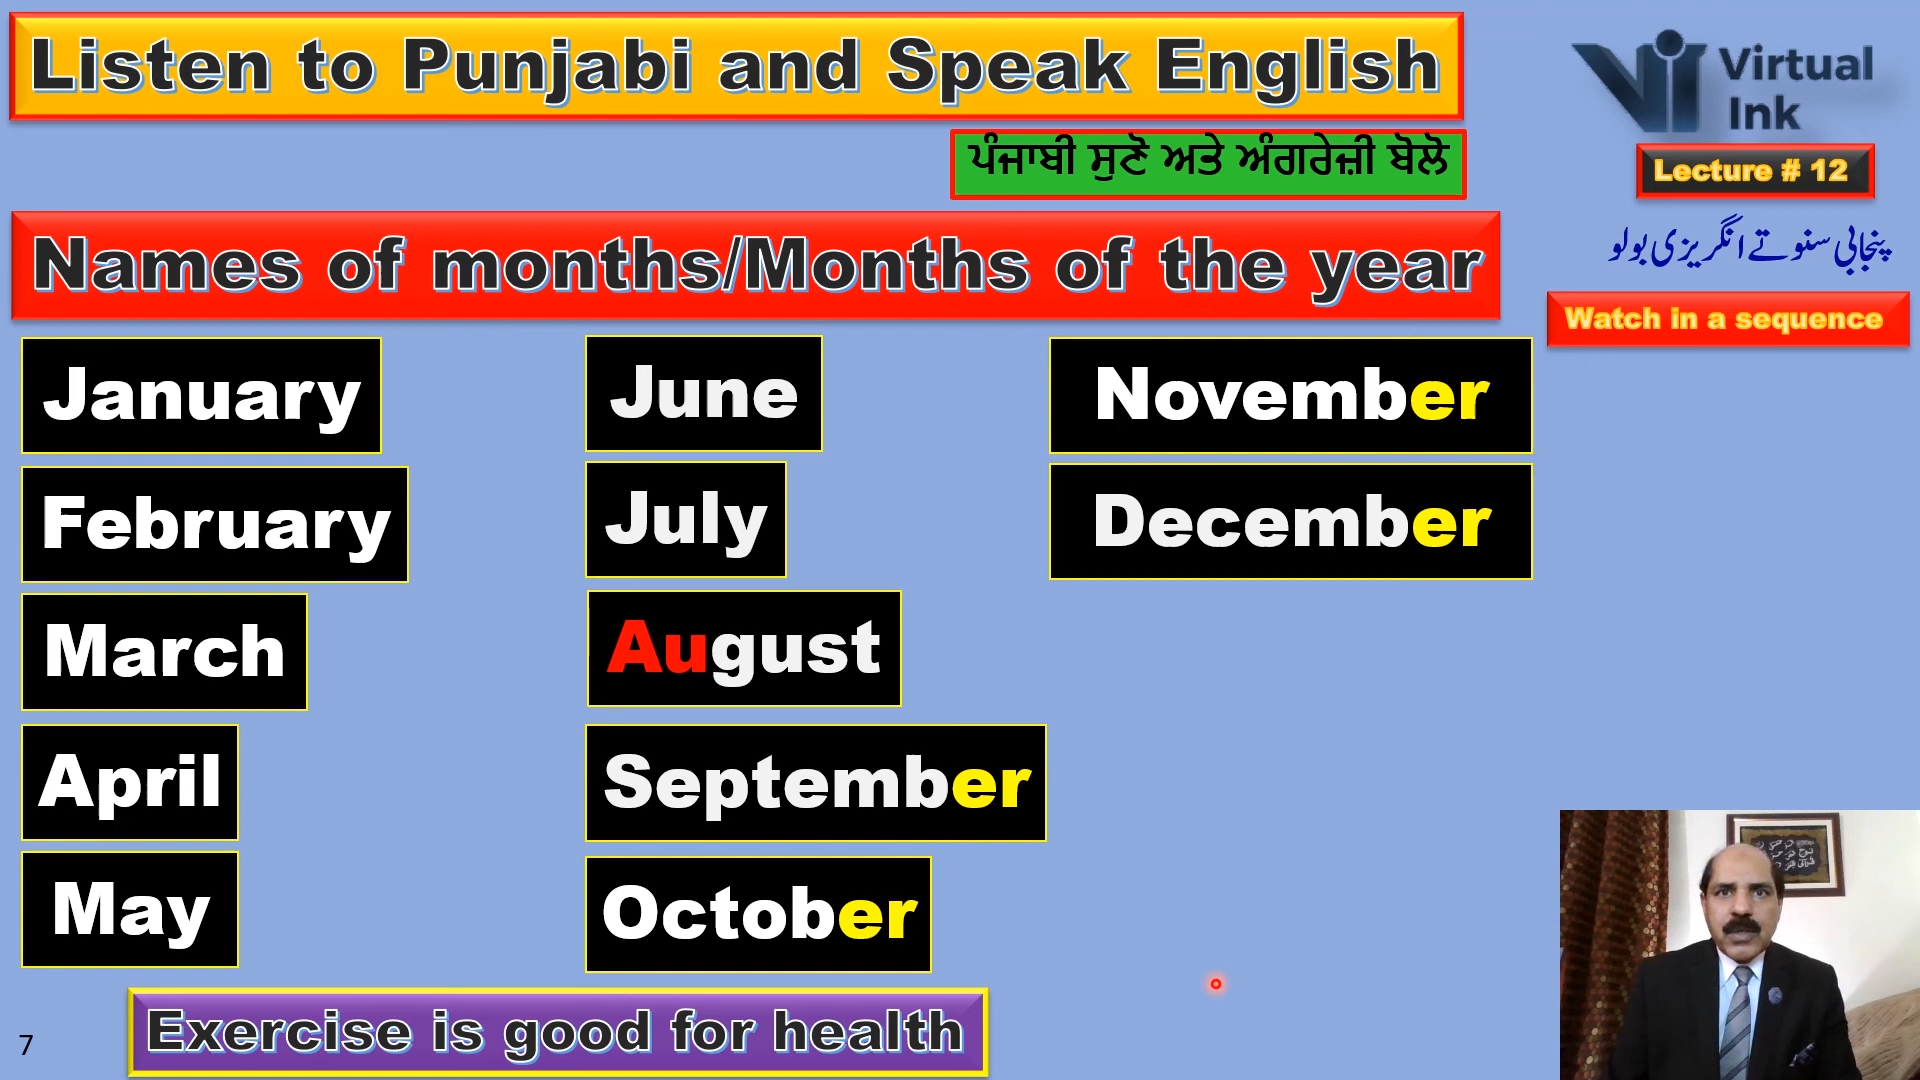 Listen to Punjabi and Speak English
Virtual
Ink
ਪੰਜਾਬੀ ਸੁਣੋ ਅਤੇ ਅੰਗਰੇਜ਼ੀ ਬੋਲੋ
Lecture # 12
پنجابی سنو تے انگریزی بولو
Names of months/Months of the year
Watch in a sequence
January
February
March
April
May
June
July
August
September
October
November
December
Exercise is good for health
7